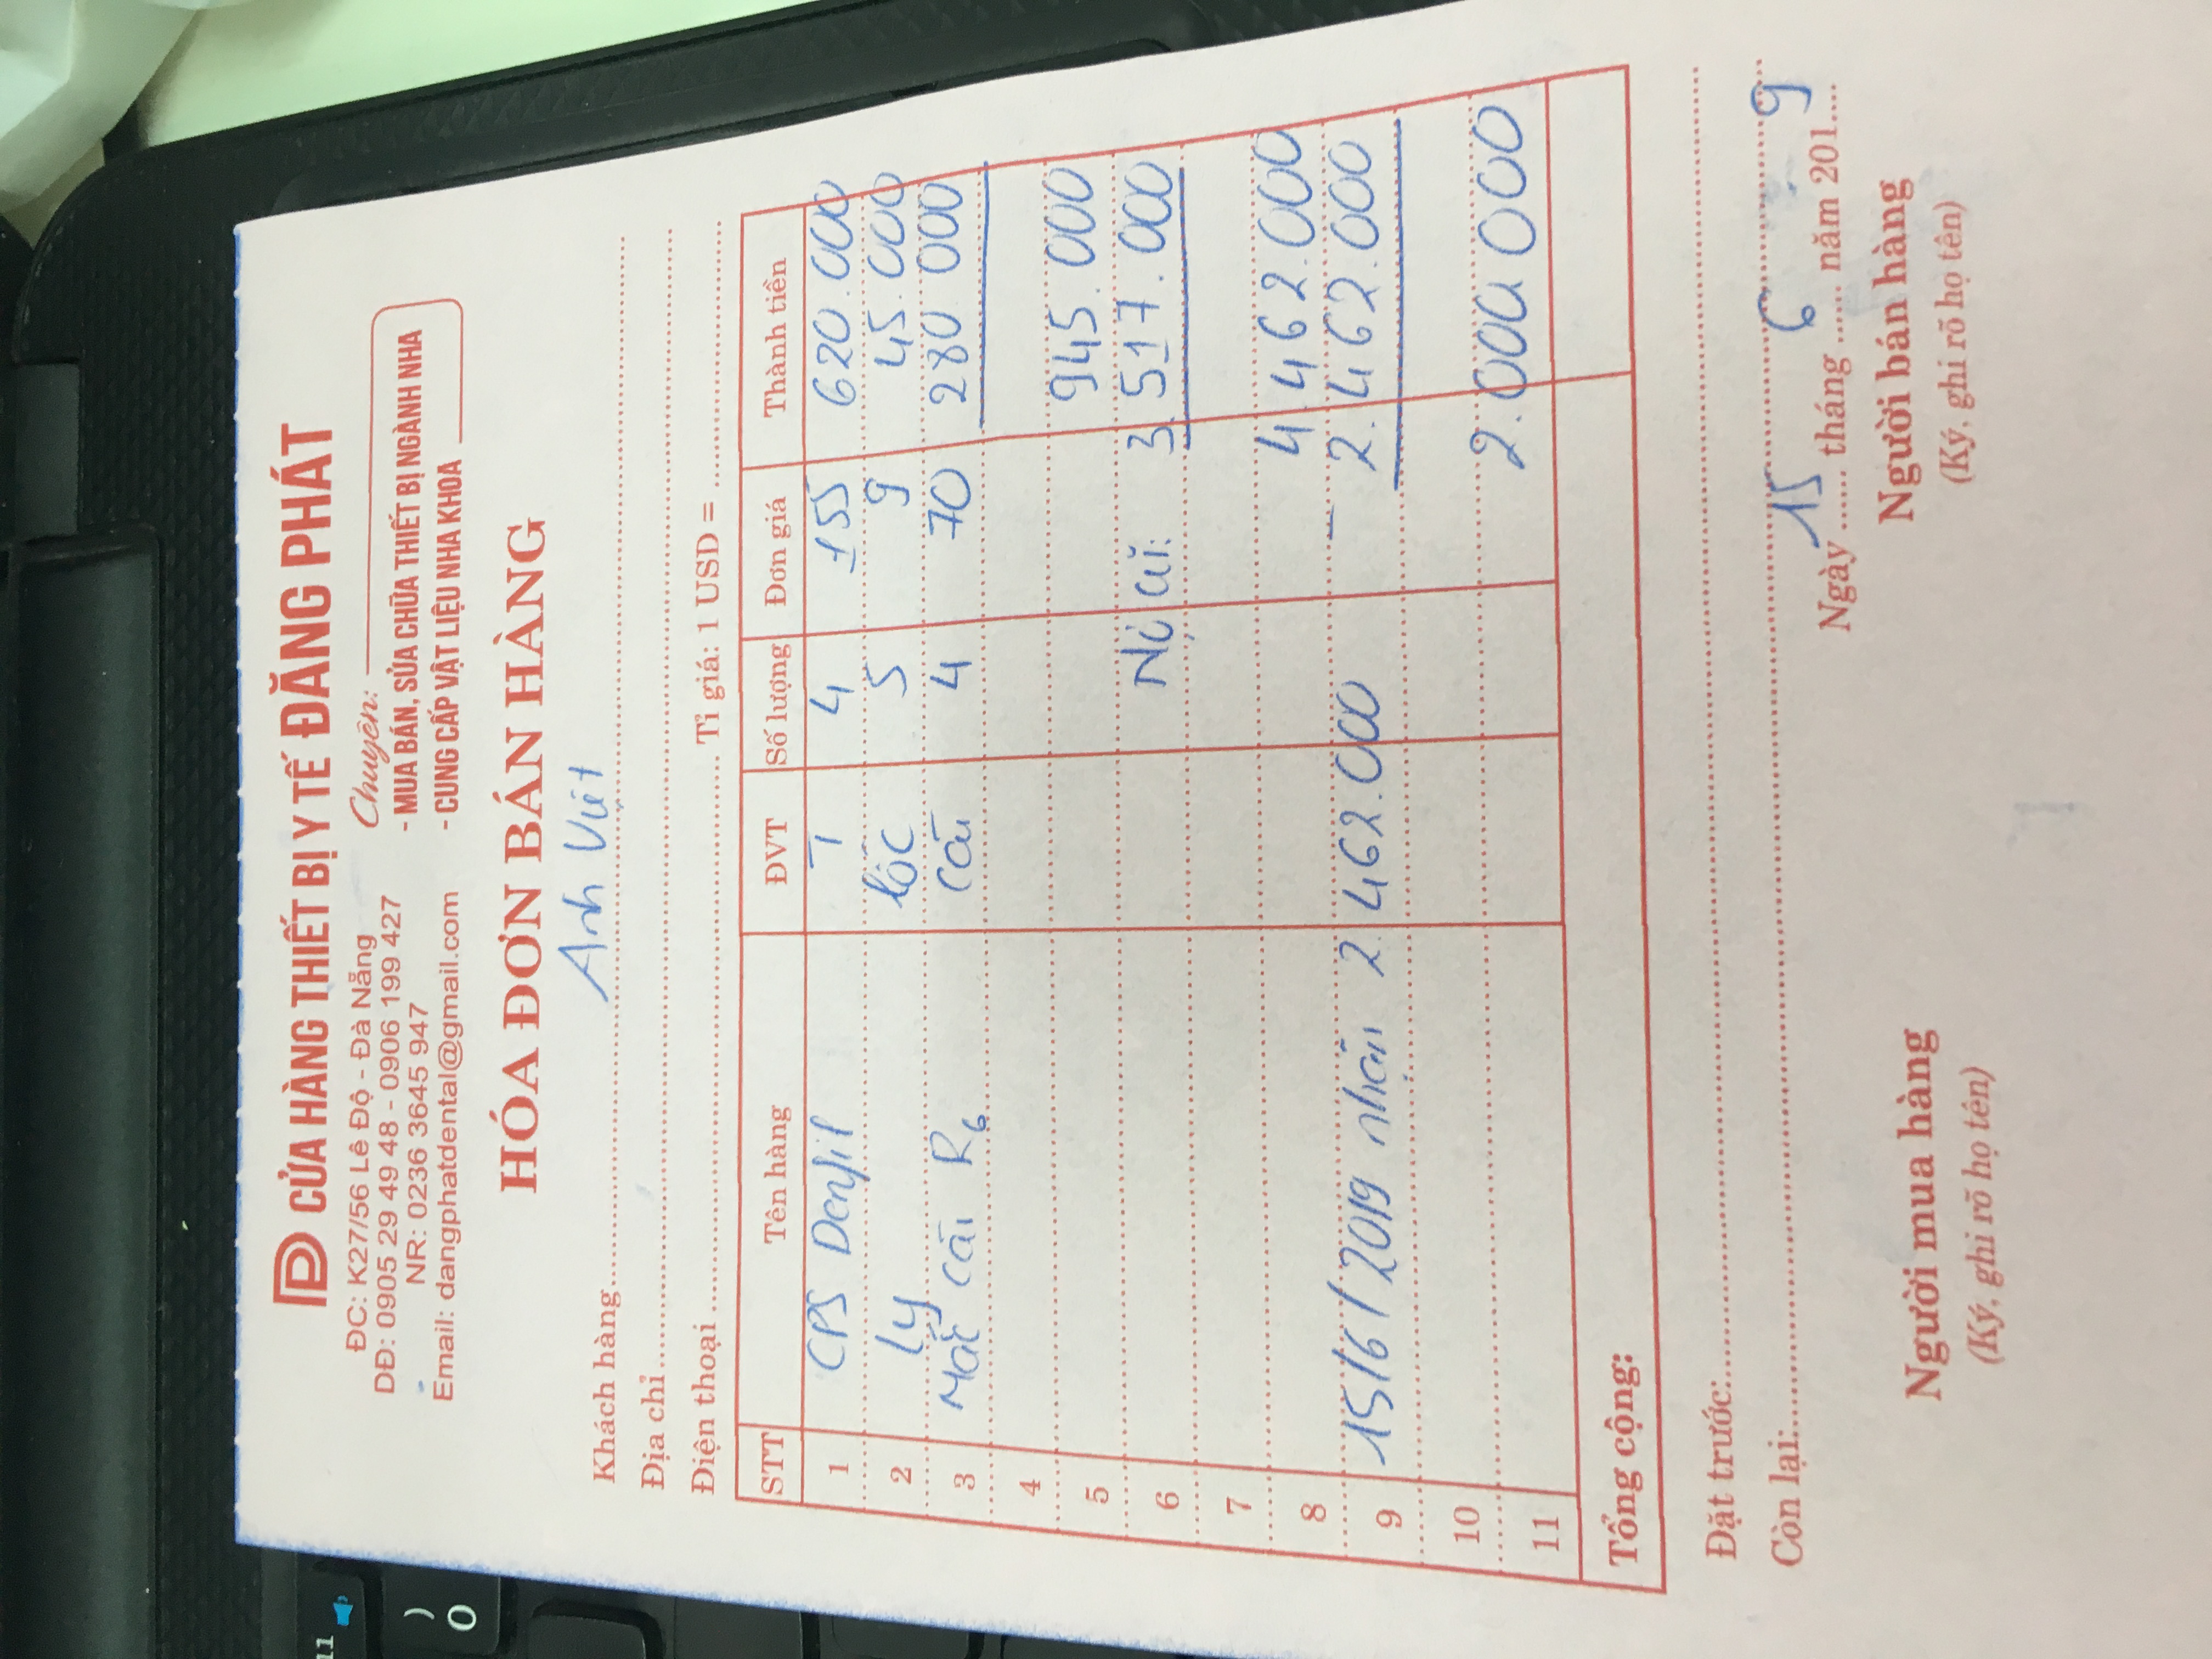 11
)
0
CỬA HÀNG THIẾT BỊ Y TẾ ĐĂNG PHÁT
ĐC: K27/56 Lê Độ - Đà Nẵng
DĐ: 0905 29 49 48 - 0906 199 427
NR: 0236 3645 947
Email: dangphatdental@gmail.com
Chuyên:
- MUA BÁN, SỬA CHỮA THIẾT BỊ NGÀNH NHA
- CUNG CẤP VẬT LIỆU NHA KHOA
HÓA ĐƠN BÁN HÀNG
Khách hàng Anh Việt
Địa chỉ
Điện thoại Tỉ giá: 1 USD =
STT Tên hàng ĐVT Số lượng Đơn giá Thành tiền
1 CPS Denfil T 4 155 620.000
2 ly lốc 5 9 45.000
3 Mắc cài R6 cái 4 70 280 000
4
5 945.000
6 Nợ cũ: 3.517.000
7
8 4.462.000
9 15/6/2019 nhận 2.462.000 - 2.462.000
10
11 2.000.000
Tổng cộng:
Đặt trước:
Còn lại:
Ngày 15 tháng 6 năm 2019
Người mua hàng Người bán hàng
(Ký, ghi rõ họ tên) (Ký, ghi rõ họ tên)